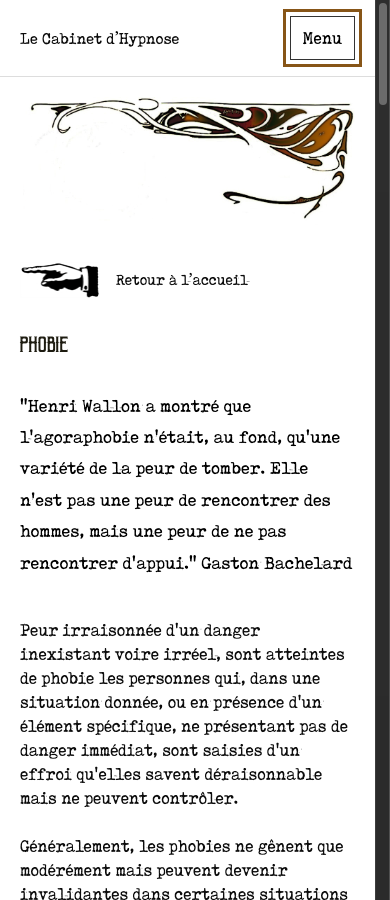 Le Cabinet d'Hypnose
Menu
Retour à l'accueil
PHOBIE
"Henri Wallon a montré que
l'agoraphobie n'était, au fond, qu'une
variété de la peur de tomber. Elle
n'est pas une peur de rencontrer des
hommes, mais une peur de ne pas
rencontrer d'appui." Gaston Bachelard
Peur irraisonnée d'un danger
inexistant voire irréel, sont atteintes
de phobie les personnes qui, dans une
situation donnée, ou en présence d'un
élément spécifique, ne présentant pas de
danger immédiat, sont saisies d'un
effroi qu'elles savent déraisonnable
mais ne peuvent contrôler.
Généralement, les phobies ne gênent que
modérément mais peuvent devenir
invalidantes dans certaines situations